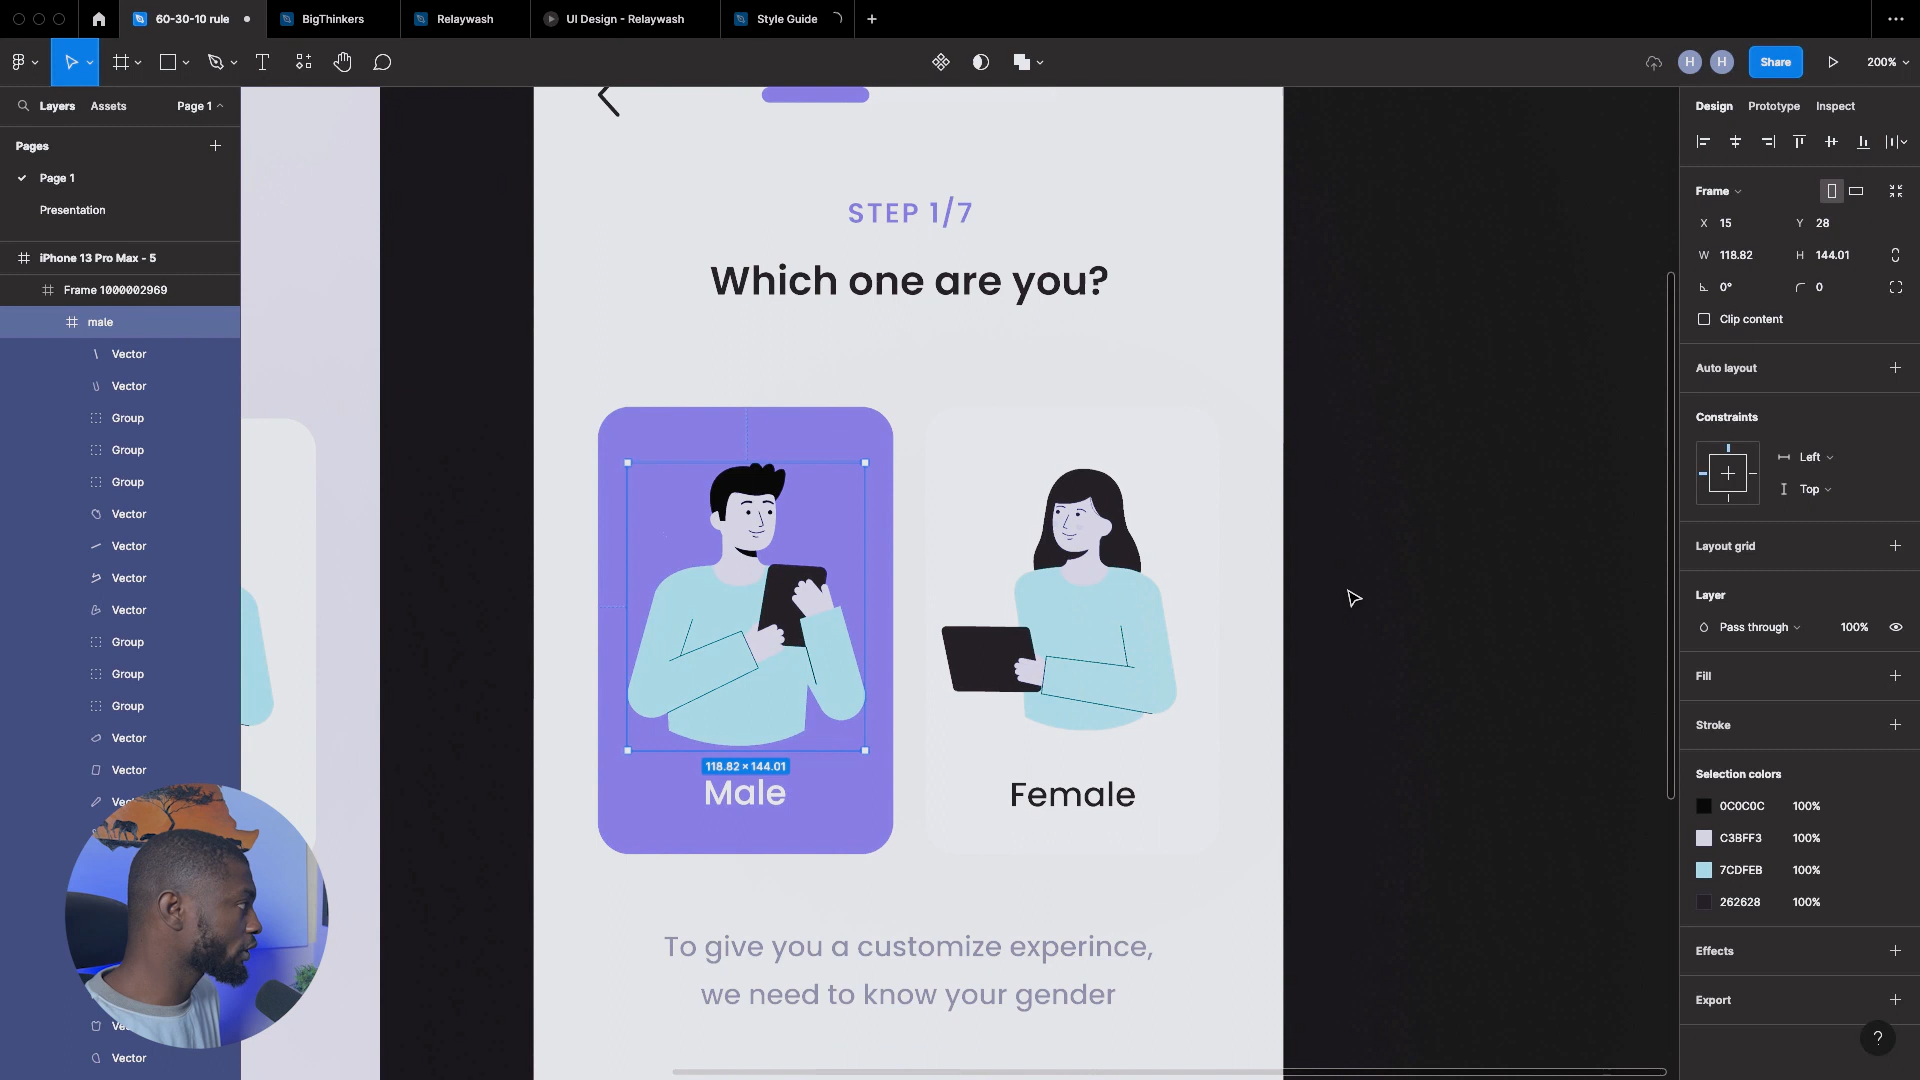 60-30-10 rule
BigThinkers
Relaywash
UI Design - Relaywash
Style Guide
H
H
Share
200%
Layers
Assets
Page 1
Pages
Page 1
Presentation
iPhone 13 Pro Max - 5
Frame 1000002969
male
Vector
Vector
Group
Group
Group
Vector
Vector
Vector
Vector
Group
Group
Group
Vector
Vector
Vector
STEP 1/7
Which one are you?
118.82 × 144.01
Male
Female
To give you a customize experince,
we need to know your gender
Design
Prototype
Inspect
Frame
X 15
Y 28
W 118.82
H 144.01
0°
0
Clip content
Auto layout
Constraints
Left
Top
Layout grid
Layer
Pass through
100%
Fill
Stroke
Selection colors
0C0C0C 100%
C3BFF3 100%
7CDFEB 100%
262628 100%
Effects
Export
?